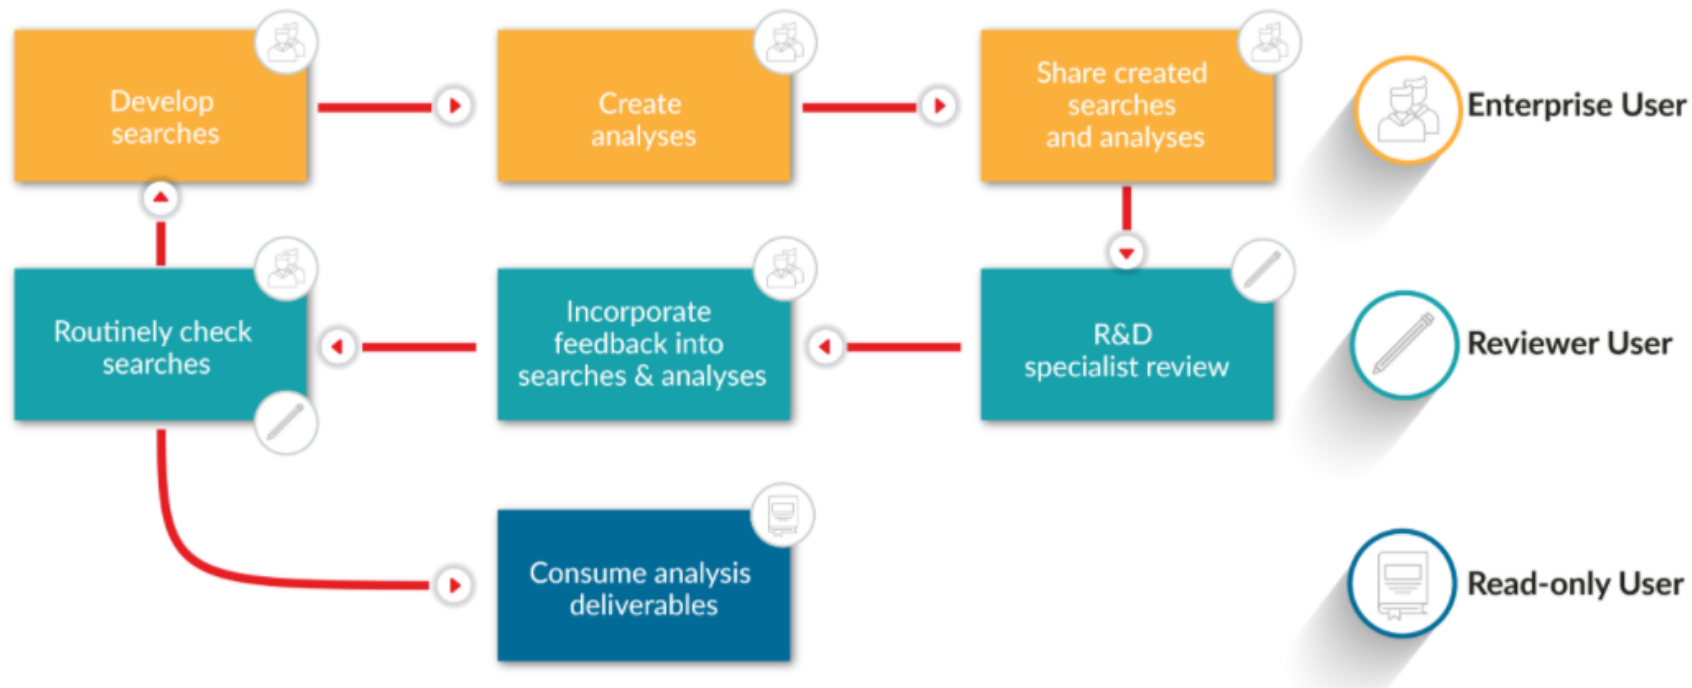 Develop
searches
Create
analyses
Share created
searches
and analyses
Enterprise User
Routinely check
searches
Incorporate
feedback into
searches & analyses
R&D
specialist review
Reviewer User
Consume analysis
deliverables
Read-only User